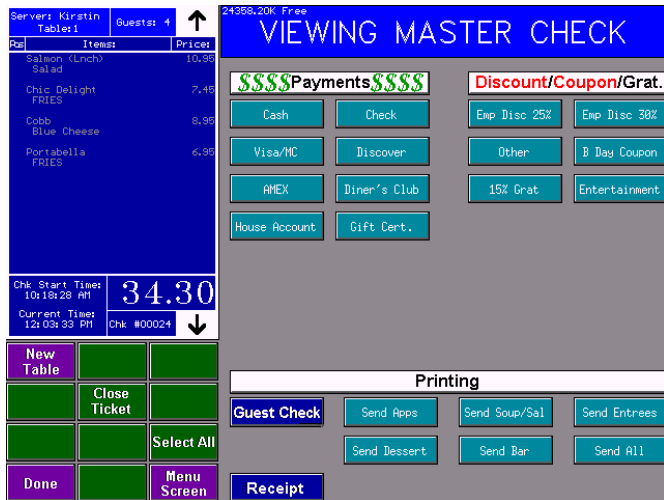 Server: Kirstin
Table:1
Guests: 4
24358.20K Free
VIEWING MASTER CHECK
Pos Items: Price:
Salmon (Lnch) 10.95
Salad
Chic Delight 7.45
FRIES
Cobb 8.95
Blue Cheese
Portabella 6.95
FRIES
Chk Start Time:
10:18:28 AM
34.30
Current Time:
12:03:33 PM
Chk #00024
$$$$Payments$$$$
Cash Check
Visa/MC Discover
AMEX Diner's Club
House Account Gift Cert.
Discount/Coupon/Grat.
Emp Disc 25% Emp Disc 30%
Other B Day Coupon
15% Grat Entertainment
New
Table
Close
Ticket
Select All
Done
Menu
Screen
Printing
Guest Check Send Apps Send Soup/Sal Send Entrees
Send Dessert Send Bar Send All
Receipt